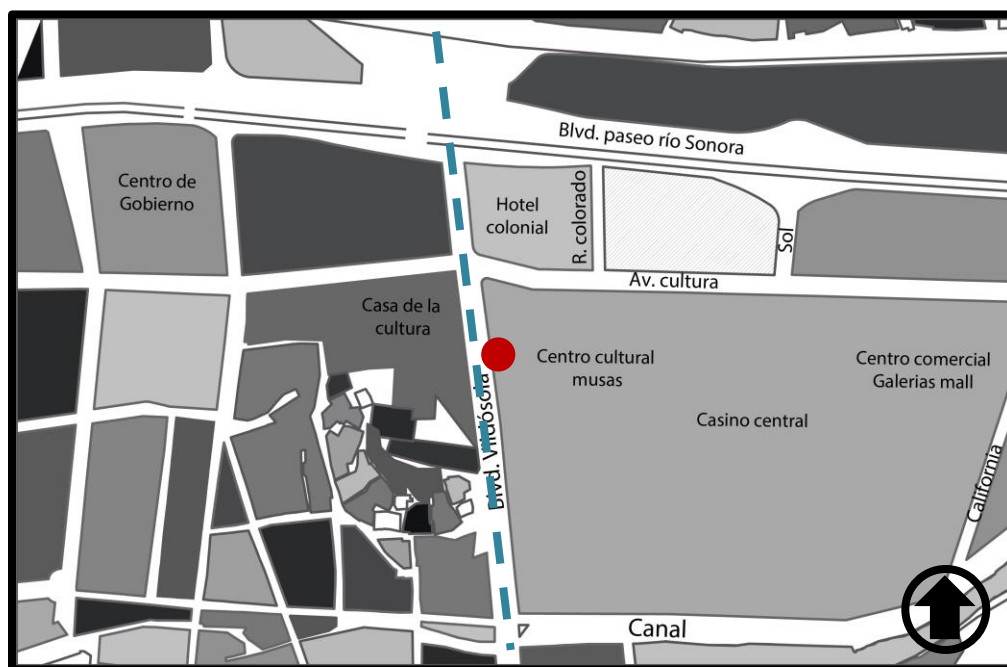 Blvd. paseo río Sonora
Centro de
Gobierno
Hotel
colonial
R. colorado
Sol
Av. cultura
Casa de la
cultura
Centro cultural
musas
Centro comercial
Galerias mall
Casino central
Blvd. Vildósola
California
Canal